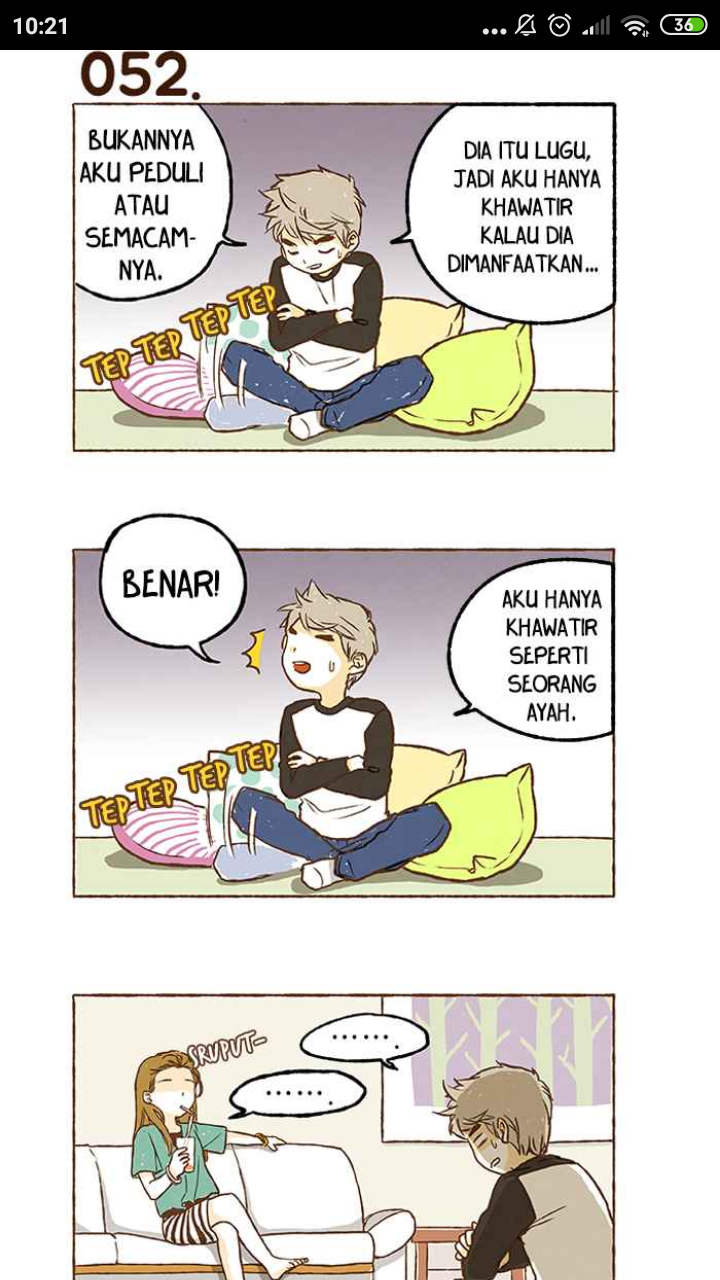 10:21
36
052.
BUKANNYA
AKU PEDULI
ATAU
SEMACAM-
NYA.
DIA ITU LUGU,
JADI AKU HANYA
KHAWATIR
KALAU DIA
DIMANFAATKAN...
TEP TEP TEP TEP
BENAR!
AKU HANYA
KHAWATIR
SEPERTI
SEORANG
AYAH.
TEP TEP TEP TEP
SRUPUT-
.......
.......